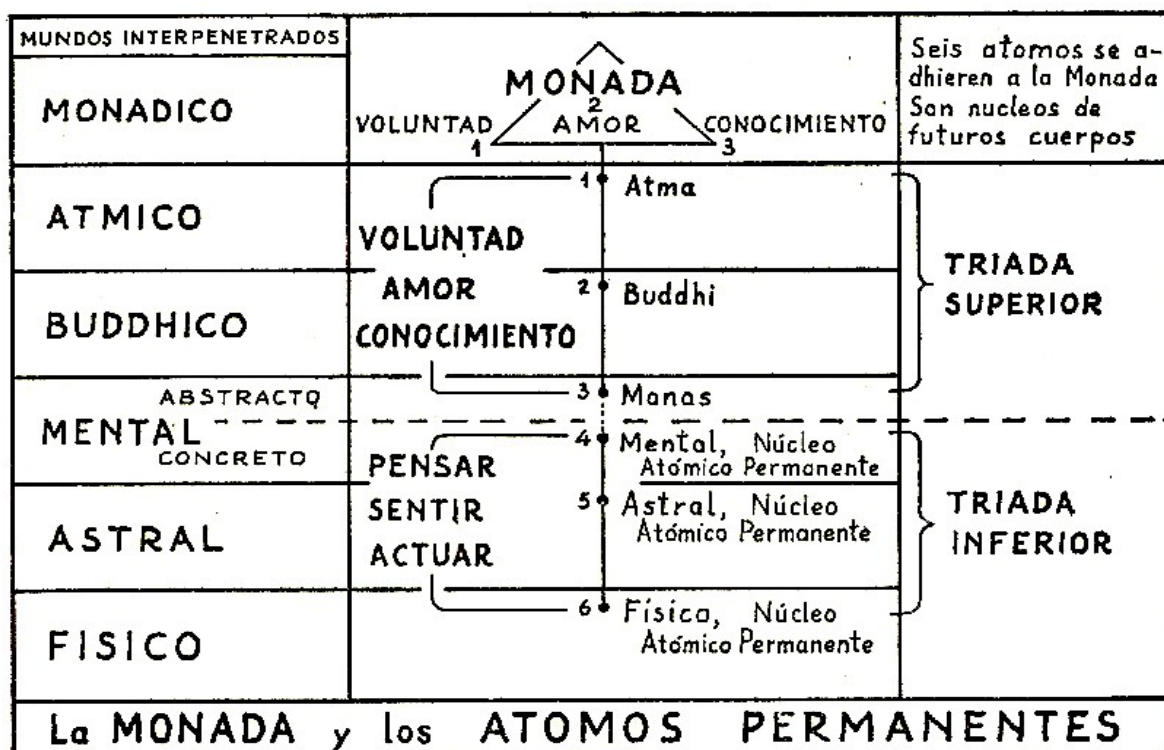 MUNDOS INTERPENETRADOS
MONADICO
MONADA
2
VOLUNTAD AMOR CONOCIMIENTO
1 3
Seis atomos se a-
dhieren a la Monada
Son nucleos de
futuros cuerpos
ATMICO
1 Atma
VOLUNTAD
AMOR
CONOCIMIENTO
BUDDHICO
2 Buddhi
TRIADA
SUPERIOR
ABSTRACTO
MENTAL
CONCRETO
3 Manas
4 Mental, Núcleo
Atómico Permanente
PENSAR
SENTIR
ACTUAR
ASTRAL
5 Astral, Núcleo
Atómico Permanente
TRIADA
INFERIOR
FISICO
6 Física, Núcleo
Atómico Permanente
La MONADA y los ATOMOS PERMANENTES